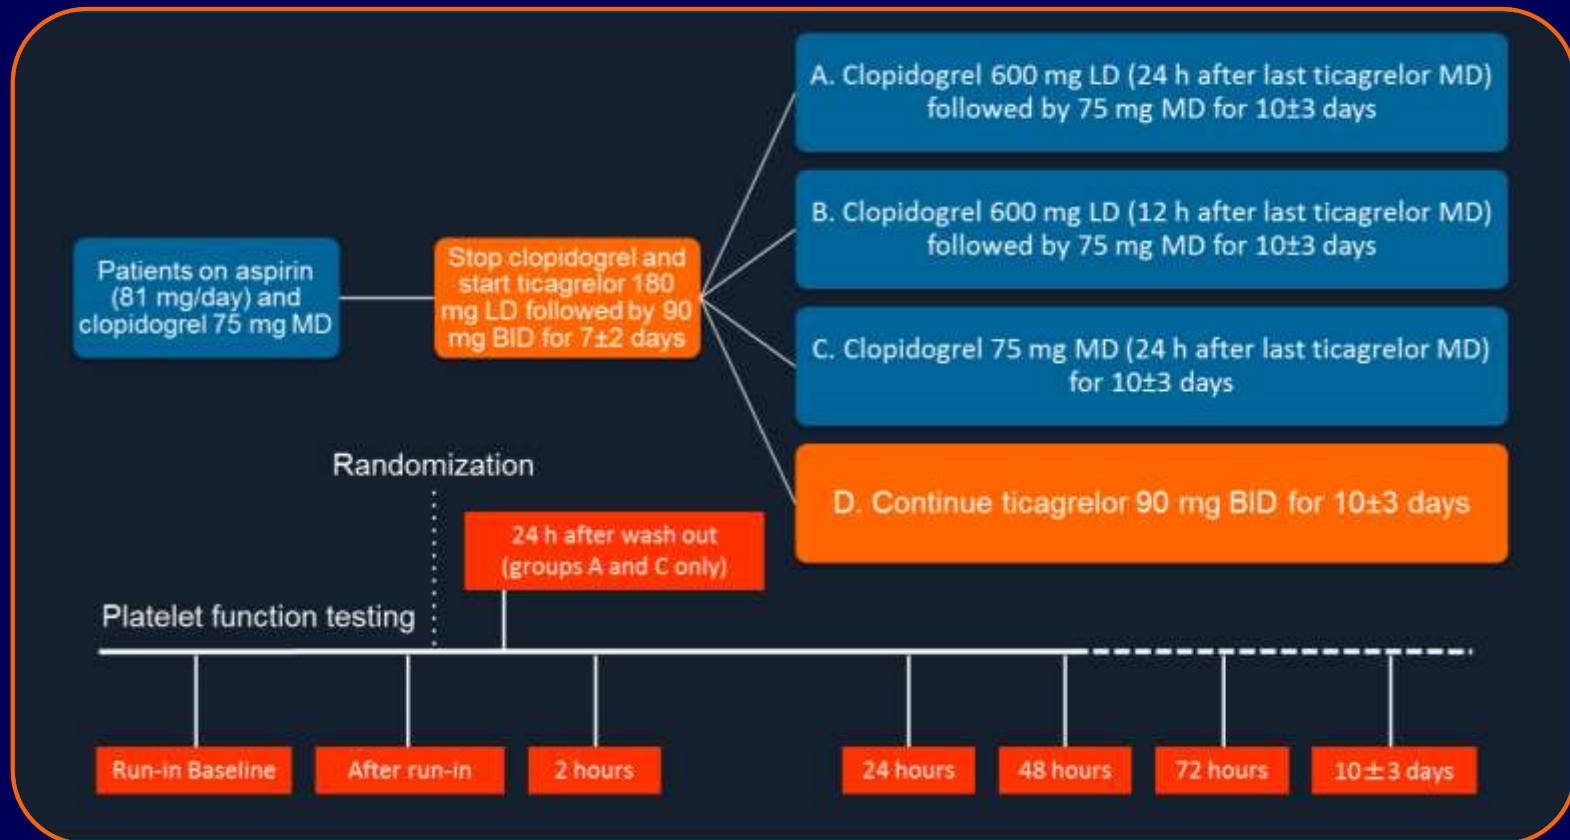 A. Clopidogrel 600 mg LD (24 h after last ticagrelor MD)
followed by 75 mg MD for 10±3 days
B. Clopidogrel 600 mg LD (12 h after last ticagrelor MD)
followed by 75 mg MD for 10±3 days
Patients on aspirin
(81 mg/day) and
clopidogrel 75 mg MD
Stop clopidogrel and
start ticagrelor 180
mg LD followed by 90
mg BID for 7±2 days
C. Clopidogrel 75 mg MD (24 h after last ticagrelor MD)
for 10±3 days
D. Continue ticagrelor 90 mg BID for 10±3 days
Randomization
24 h after wash out
(groups A and C only)
Platelet function testing
Run-in Baseline
After run-in
2 hours
24 hours
48 hours
72 hours
10±3 days